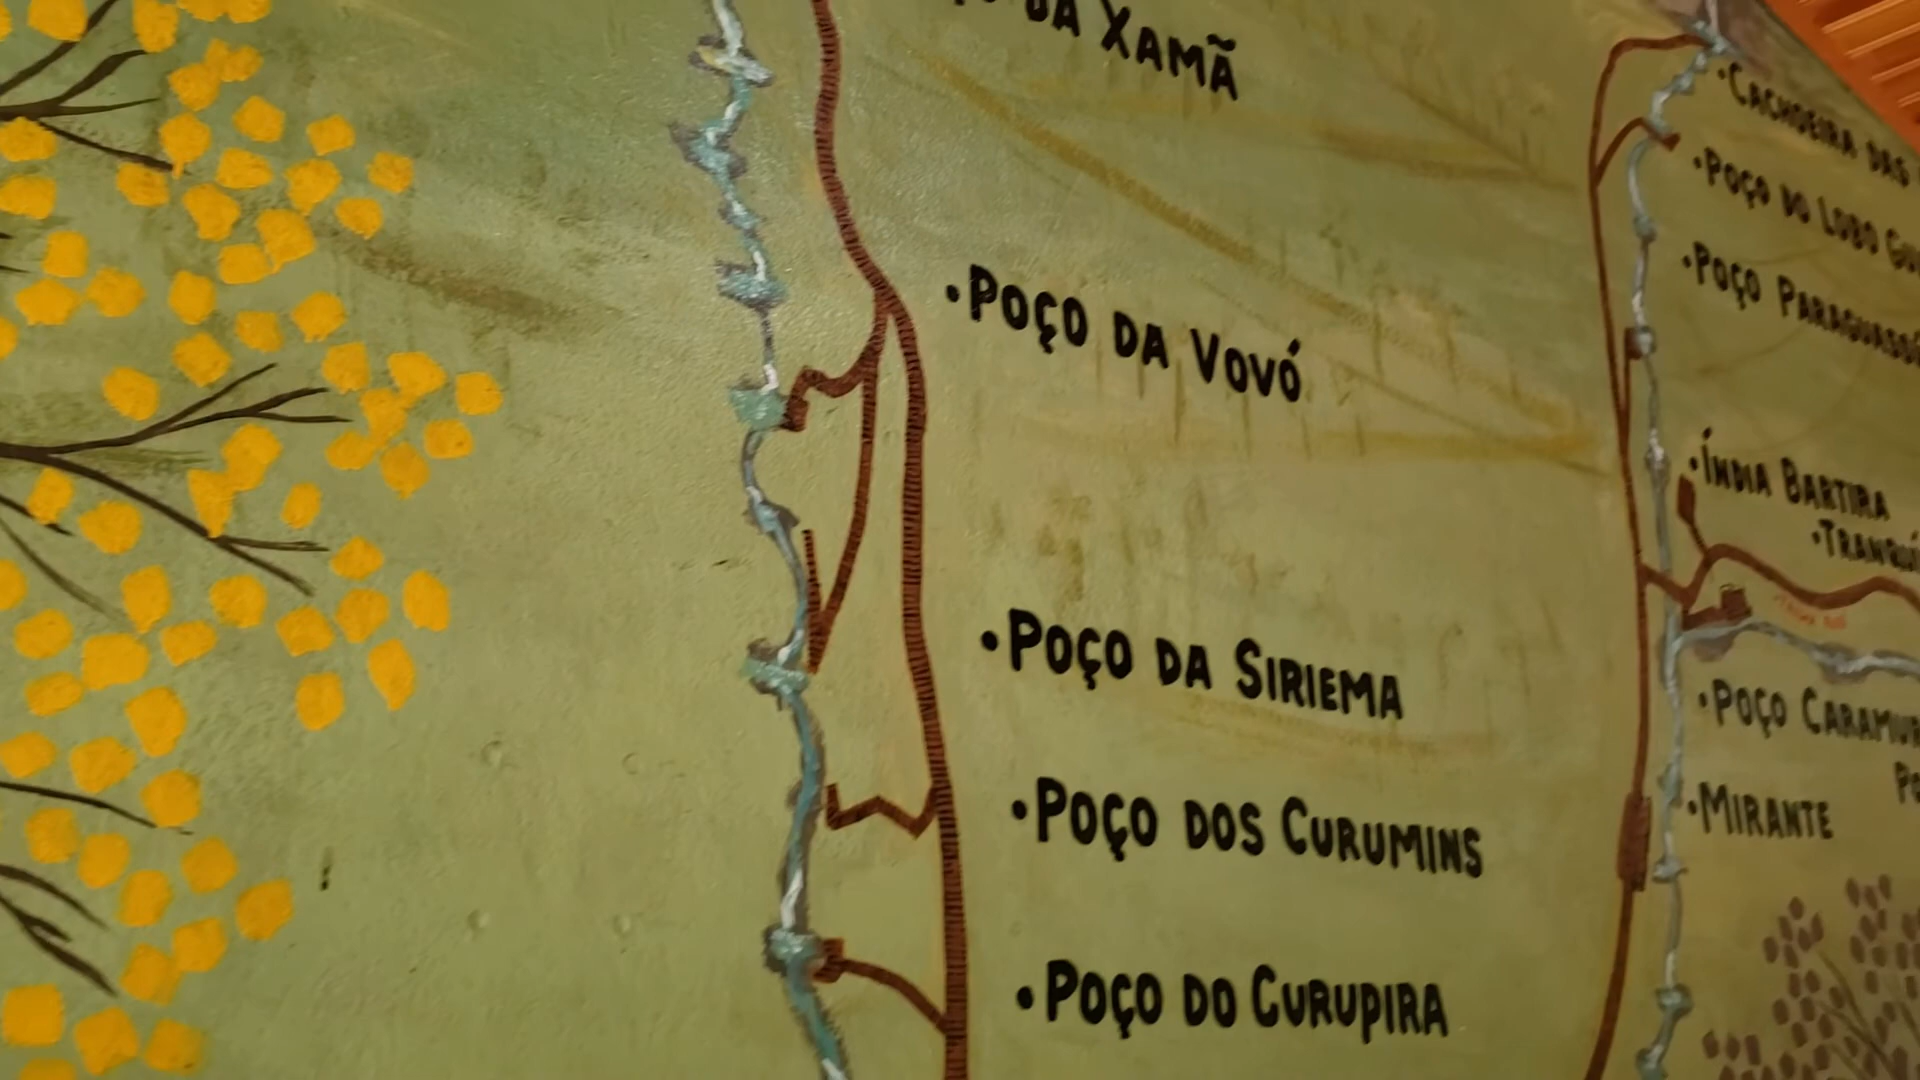 DA XAMÃ
• POÇO DA VOVÓ
• POÇO DA SIRIEMA
• POÇO DOS CURUMINS
• POÇO DO CURUPIRA
• CACHOEIRA DAS
• POÇO DO LOBO
• POÇO
• ÍNDIA BARTIRA
• POÇO
• MIRANTE